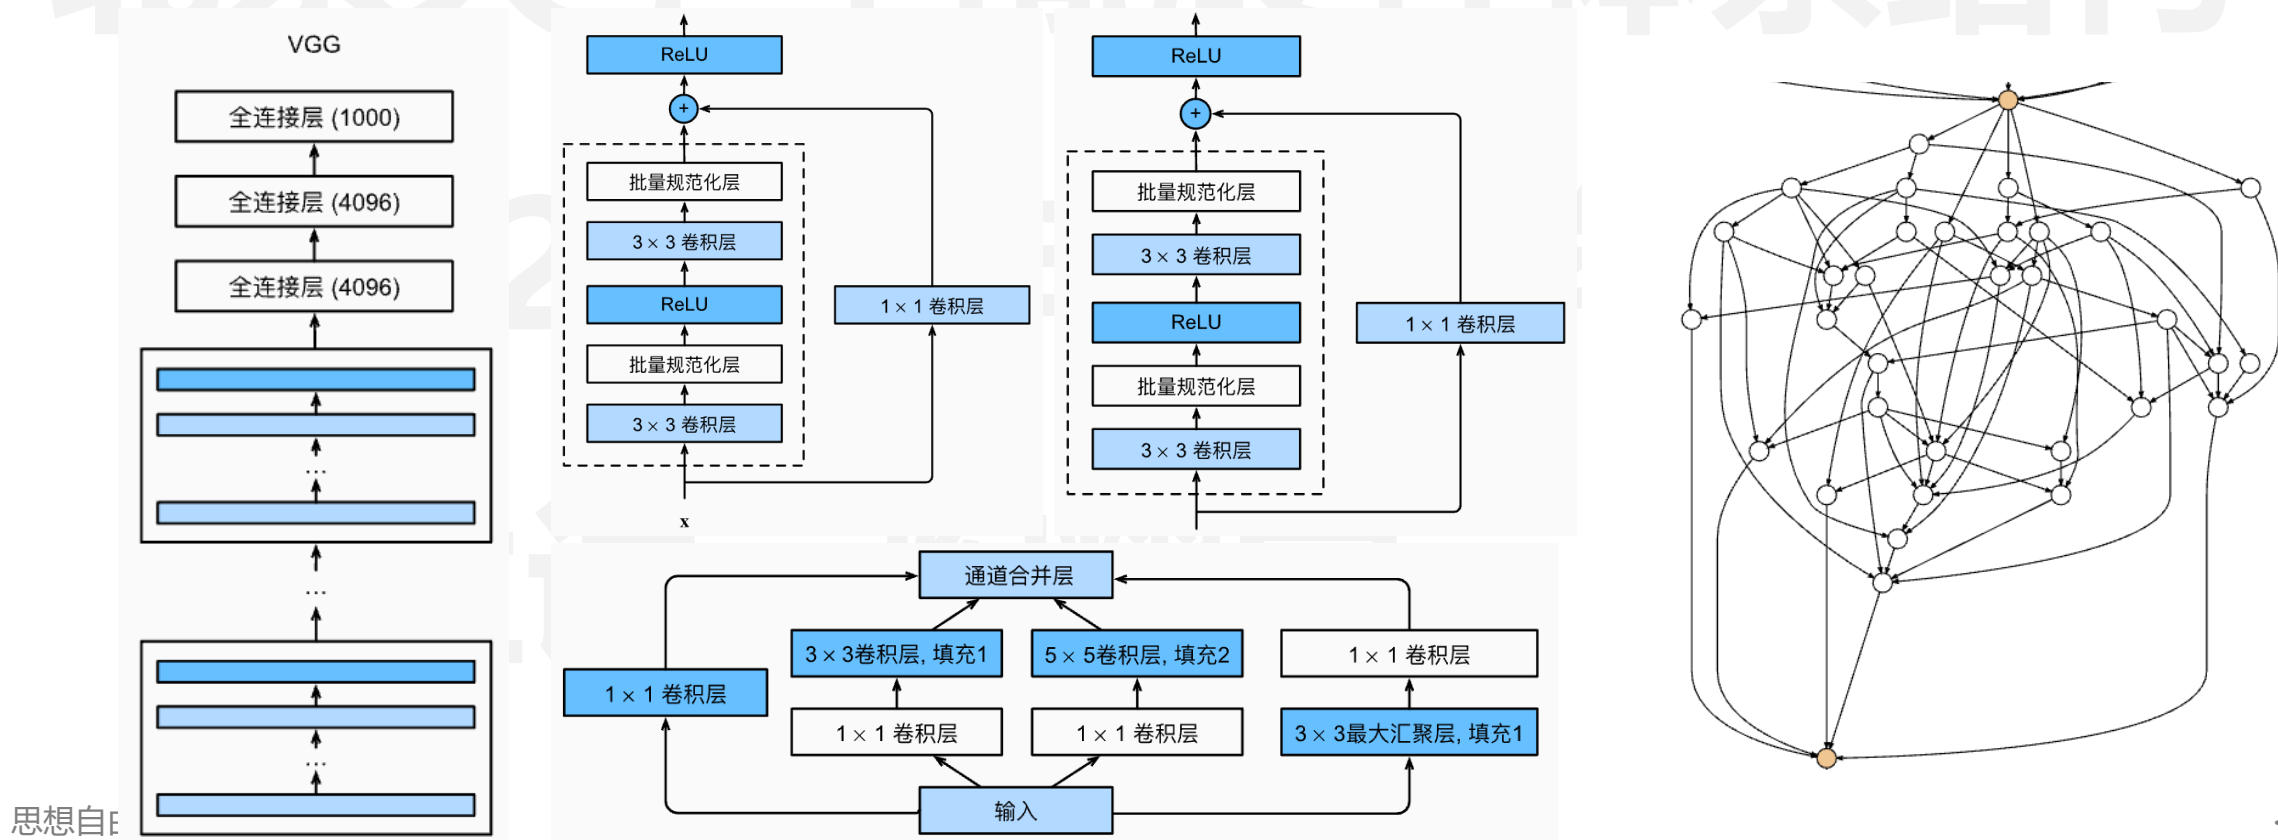 VGG
全连接层 (1000)
全连接层 (4096)
全连接层 (4096)
...
...
...
ReLU
+
批量规范化层
3 × 3 卷积层
ReLU
批量规范化层
3 × 3 卷积层
1 × 1 卷积层
x
ReLU
+
批量规范化层
3 × 3 卷积层
ReLU
批量规范化层
3 × 3 卷积层
1 × 1 卷积层
通道合并层
3 × 3卷积层, 填充1
5 × 5卷积层, 填充2
1 × 1 卷积层
1 × 1 卷积层
1 × 1 卷积层
1 × 1 卷积层
3 × 3最大汇聚层, 填充1
输入
思想自由